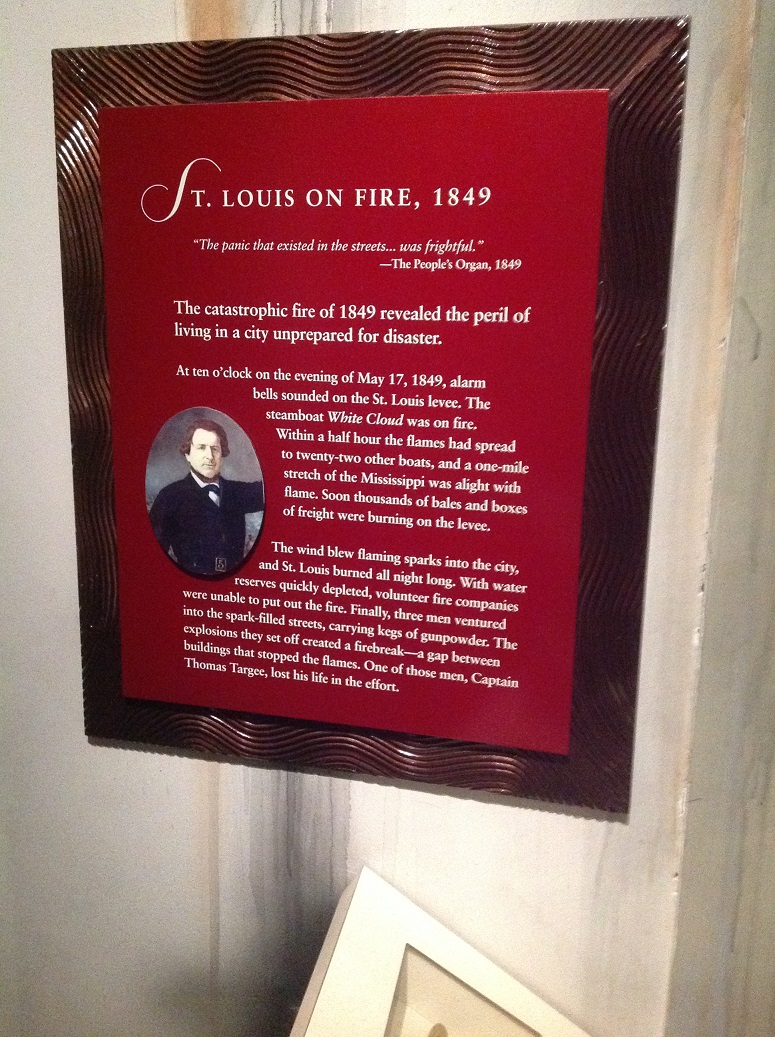 ST. LOUIS ON FIRE, 1849
“The panic that existed in the streets... was frightful.”
—The People’s Organ, 1849
The catastrophic fire of 1849 revealed the peril of
living in a city unprepared for disaster.
At ten o’clock on the evening of May 17, 1849, alarm
bells sounded on the St. Louis levee. The
steamboat White Cloud was on fire.
Within a half hour the flames had spread
to twenty-two other boats, and a one-mile
stretch of the Mississippi was alight with
flame. Soon thousands of bales and boxes
of freight were burning on the levee.
The wind blew flaming sparks into the city,
and St. Louis burned all night long. With water
reserves quickly depleted, volunteer fire companies
were unable to put out the fire. Finally, three men ventured
into the spark-filled streets, carrying kegs of gunpowder. The
explosions they set off created a firebreak—a gap between
buildings that stopped the flames. One of those men, Captain
Thomas Targee, lost his life in the effort.